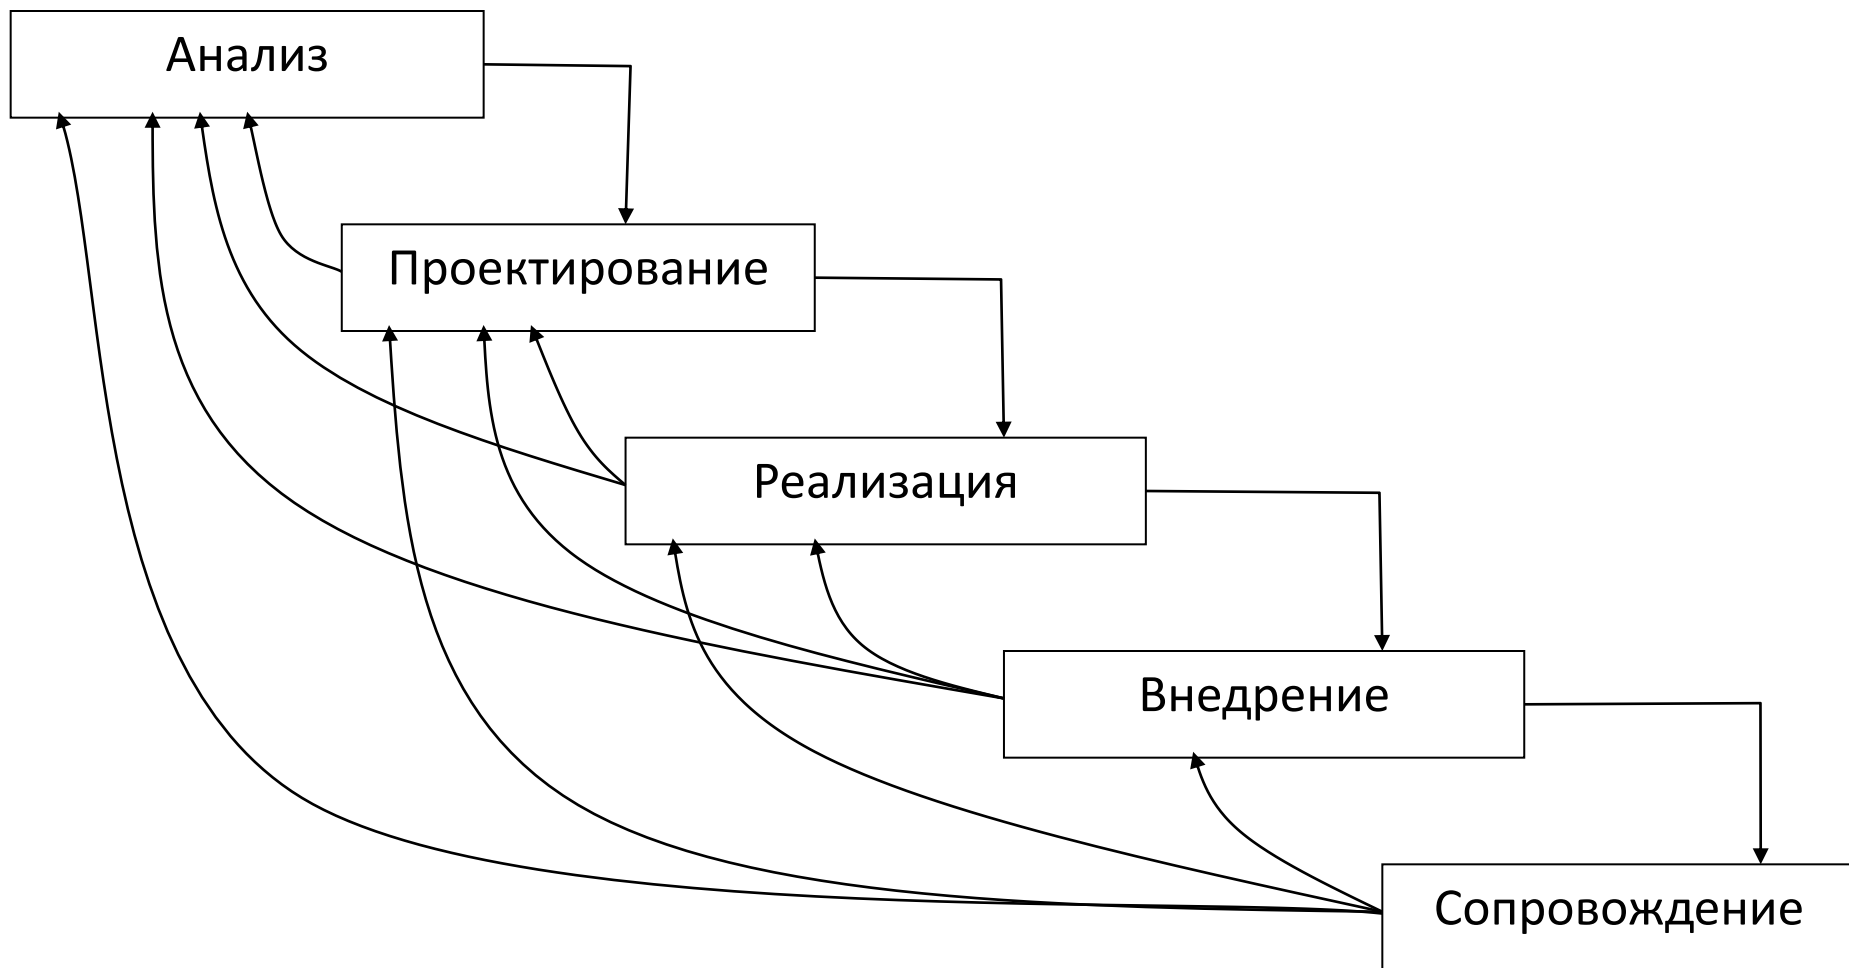 Анализ
Проектирование
Реализация
Внедрение
Сопровождение